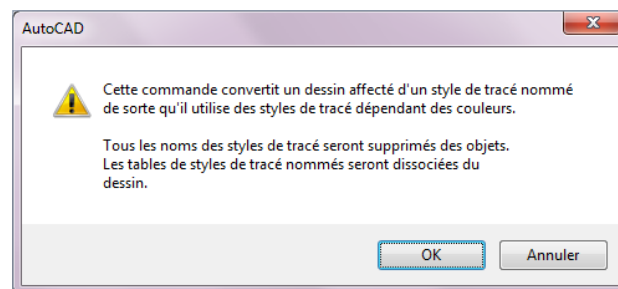 AutoCAD
Cette commande convertit un dessin affecté d'un style de tracé nommé
de sorte qu'il utilise des styles de tracé dépendant des couleurs.
Tous les noms des styles de tracé seront supprimés des objets.
Les tables de styles de tracé nommés seront dissociées du
dessin.
OK
Annuler